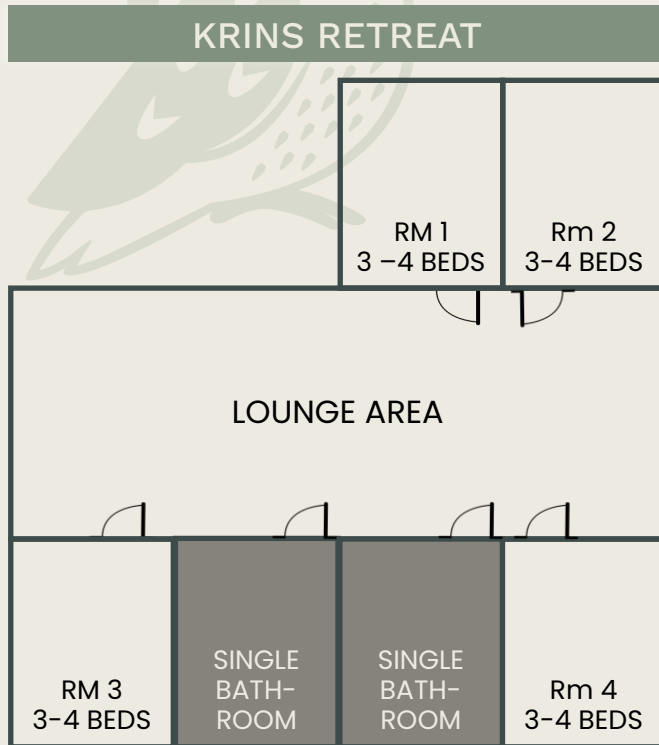 KRINS RETREAT
RM 1
3 –4 BEDS
Rm 2
3-4 BEDS
LOUNGE AREA
RM 3
3-4 BEDS
SINGLE
BATH-
ROOM
SINGLE
BATH-
ROOM
Rm 4
3-4 BEDS